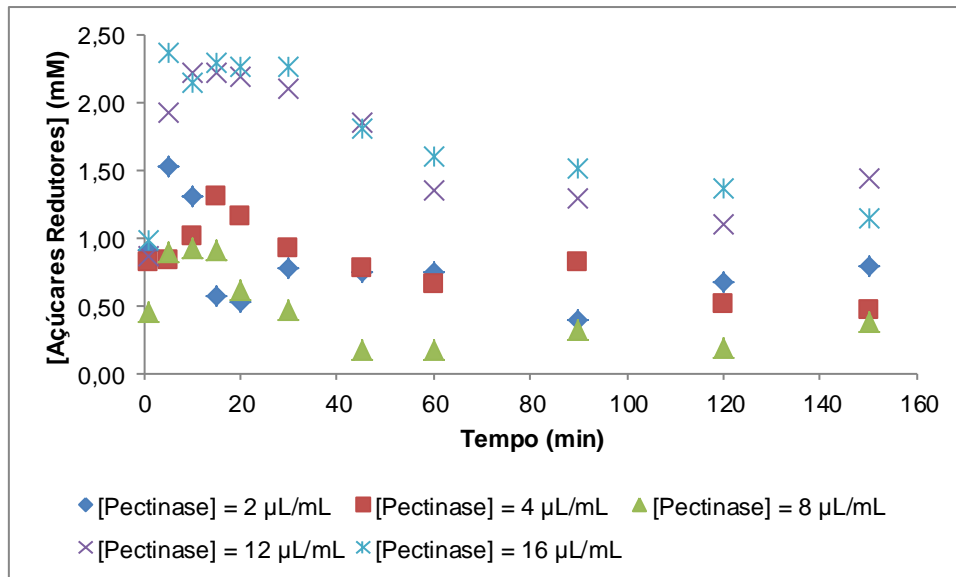 [Açúcares Redutores] (mM)
2,50
2,00
1,50
1,00
0,50
0,00
0 20 40 60 80 100 120 140 160
Tempo (min)
[Pectinase] = 2 µL/mL [Pectinase] = 4 µL/mL [Pectinase] = 8 µL/mL
[Pectinase] = 12 µL/mL [Pectinase] = 16 µL/mL